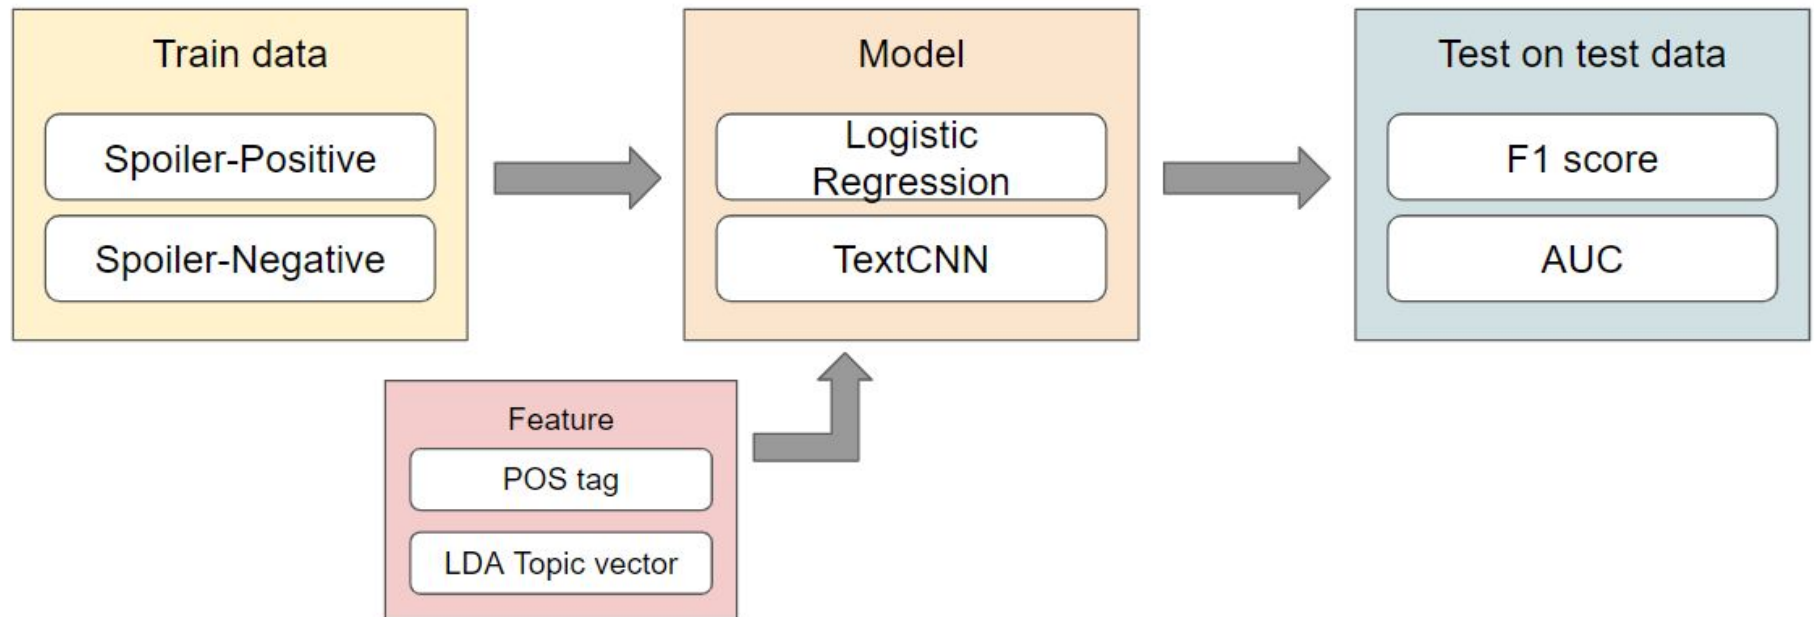 Train data
Spoiler-Positive
Spoiler-Negative
Model
Logistic
Regression
TextCNN
Test on test data
F1 score
AUC
Feature
POS tag
LDA Topic vector